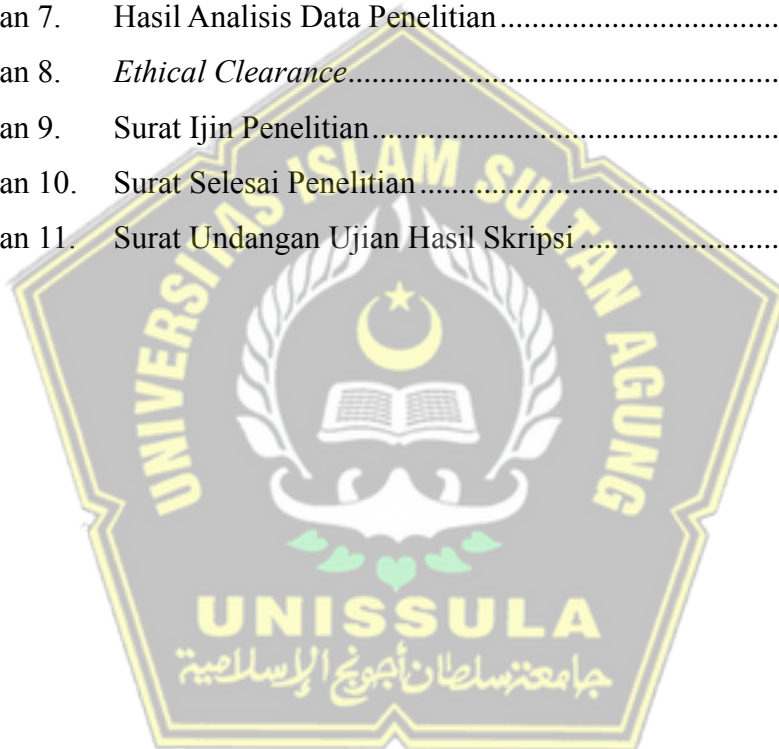 an 7. Hasil Analisis Data Penelitian
an 8. Ethical Clearance
an 9. Surat Ijin Penelitian
an 10. Surat Selesai Penelitian
an 11. Surat Undangan Ujian Hasil Skripsi
UNIVERSITAS ISLAM SULTAN AGUNG
UNISSULA
جامعة سلطان أجونج الإسلامية